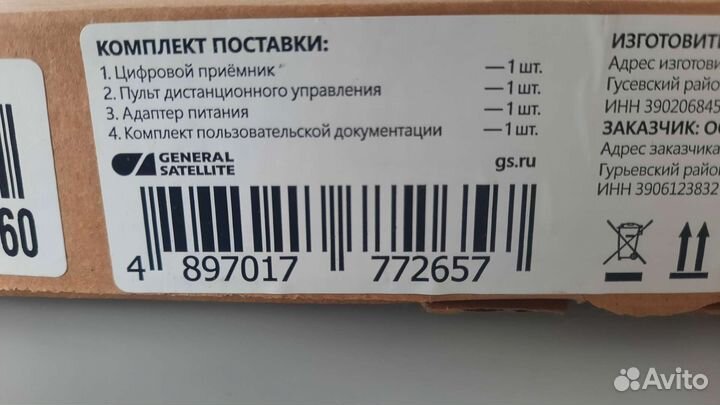 КОМПЛЕКТ ПОСТАВКИ:
1. Цифровой приёмник — 1 шт.
2. Пульт дистанционного управления — 1 шт.
3. Адаптер питания — 1 шт.
4. Комплект пользовательской документации — 1 шт.
GENERAL
SATELLITE
gs.ru
4 897017 772657
60
ИЗГОТОВИТЕ
Адрес изготови
Гусевский райо
ИНН 390206845
ЗАКАЗЧИК: О
Адрес заказчика
Гурьевский райо
ИНН 3906123832
Avito